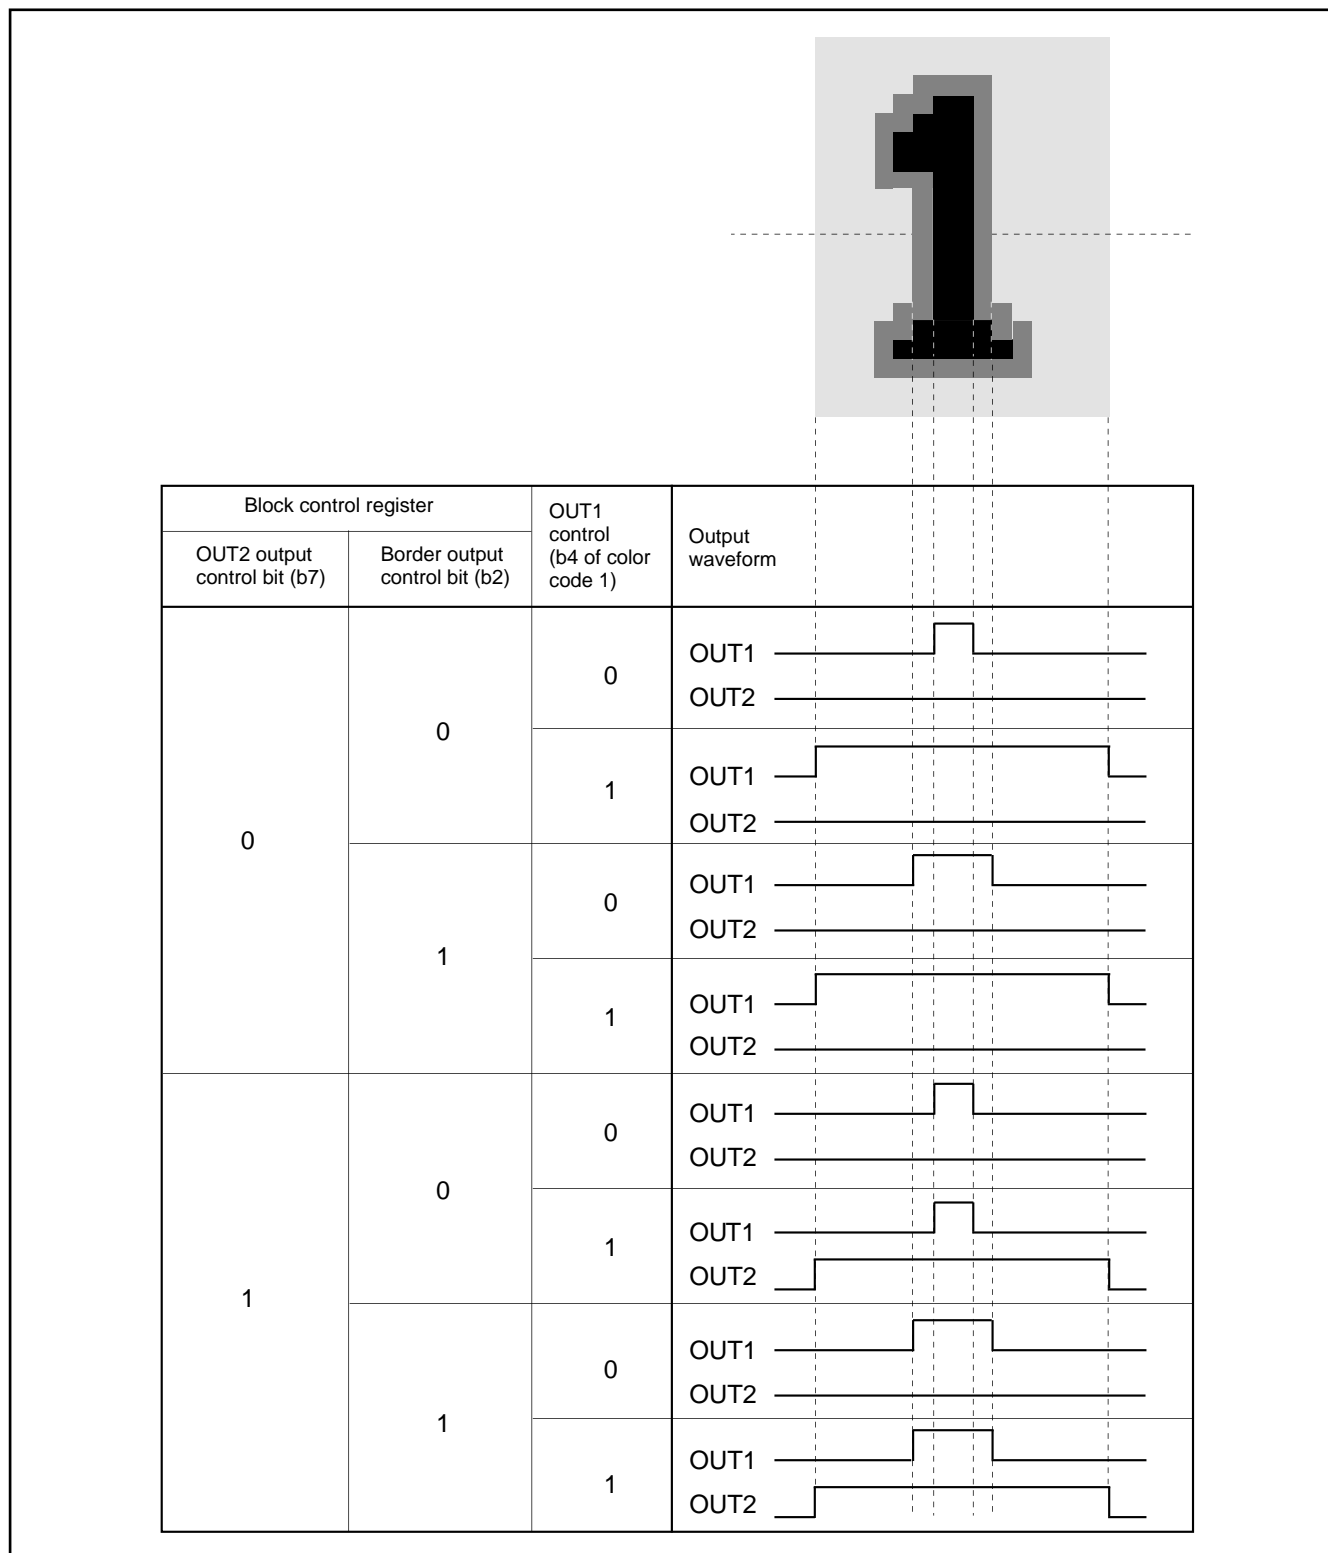 Block control register
OUT2 output
control bit (b7)
Border output
control bit (b2)
OUT1
control
(b4 of color
code 1)
Output
waveform
0
0
0
OUT1
OUT2
1
OUT1
OUT2
1
0
OUT1
OUT2
1
OUT1
OUT2
1
0
0
OUT1
OUT2
1
OUT1
OUT2
1
0
OUT1
OUT2
1
OUT1
OUT2